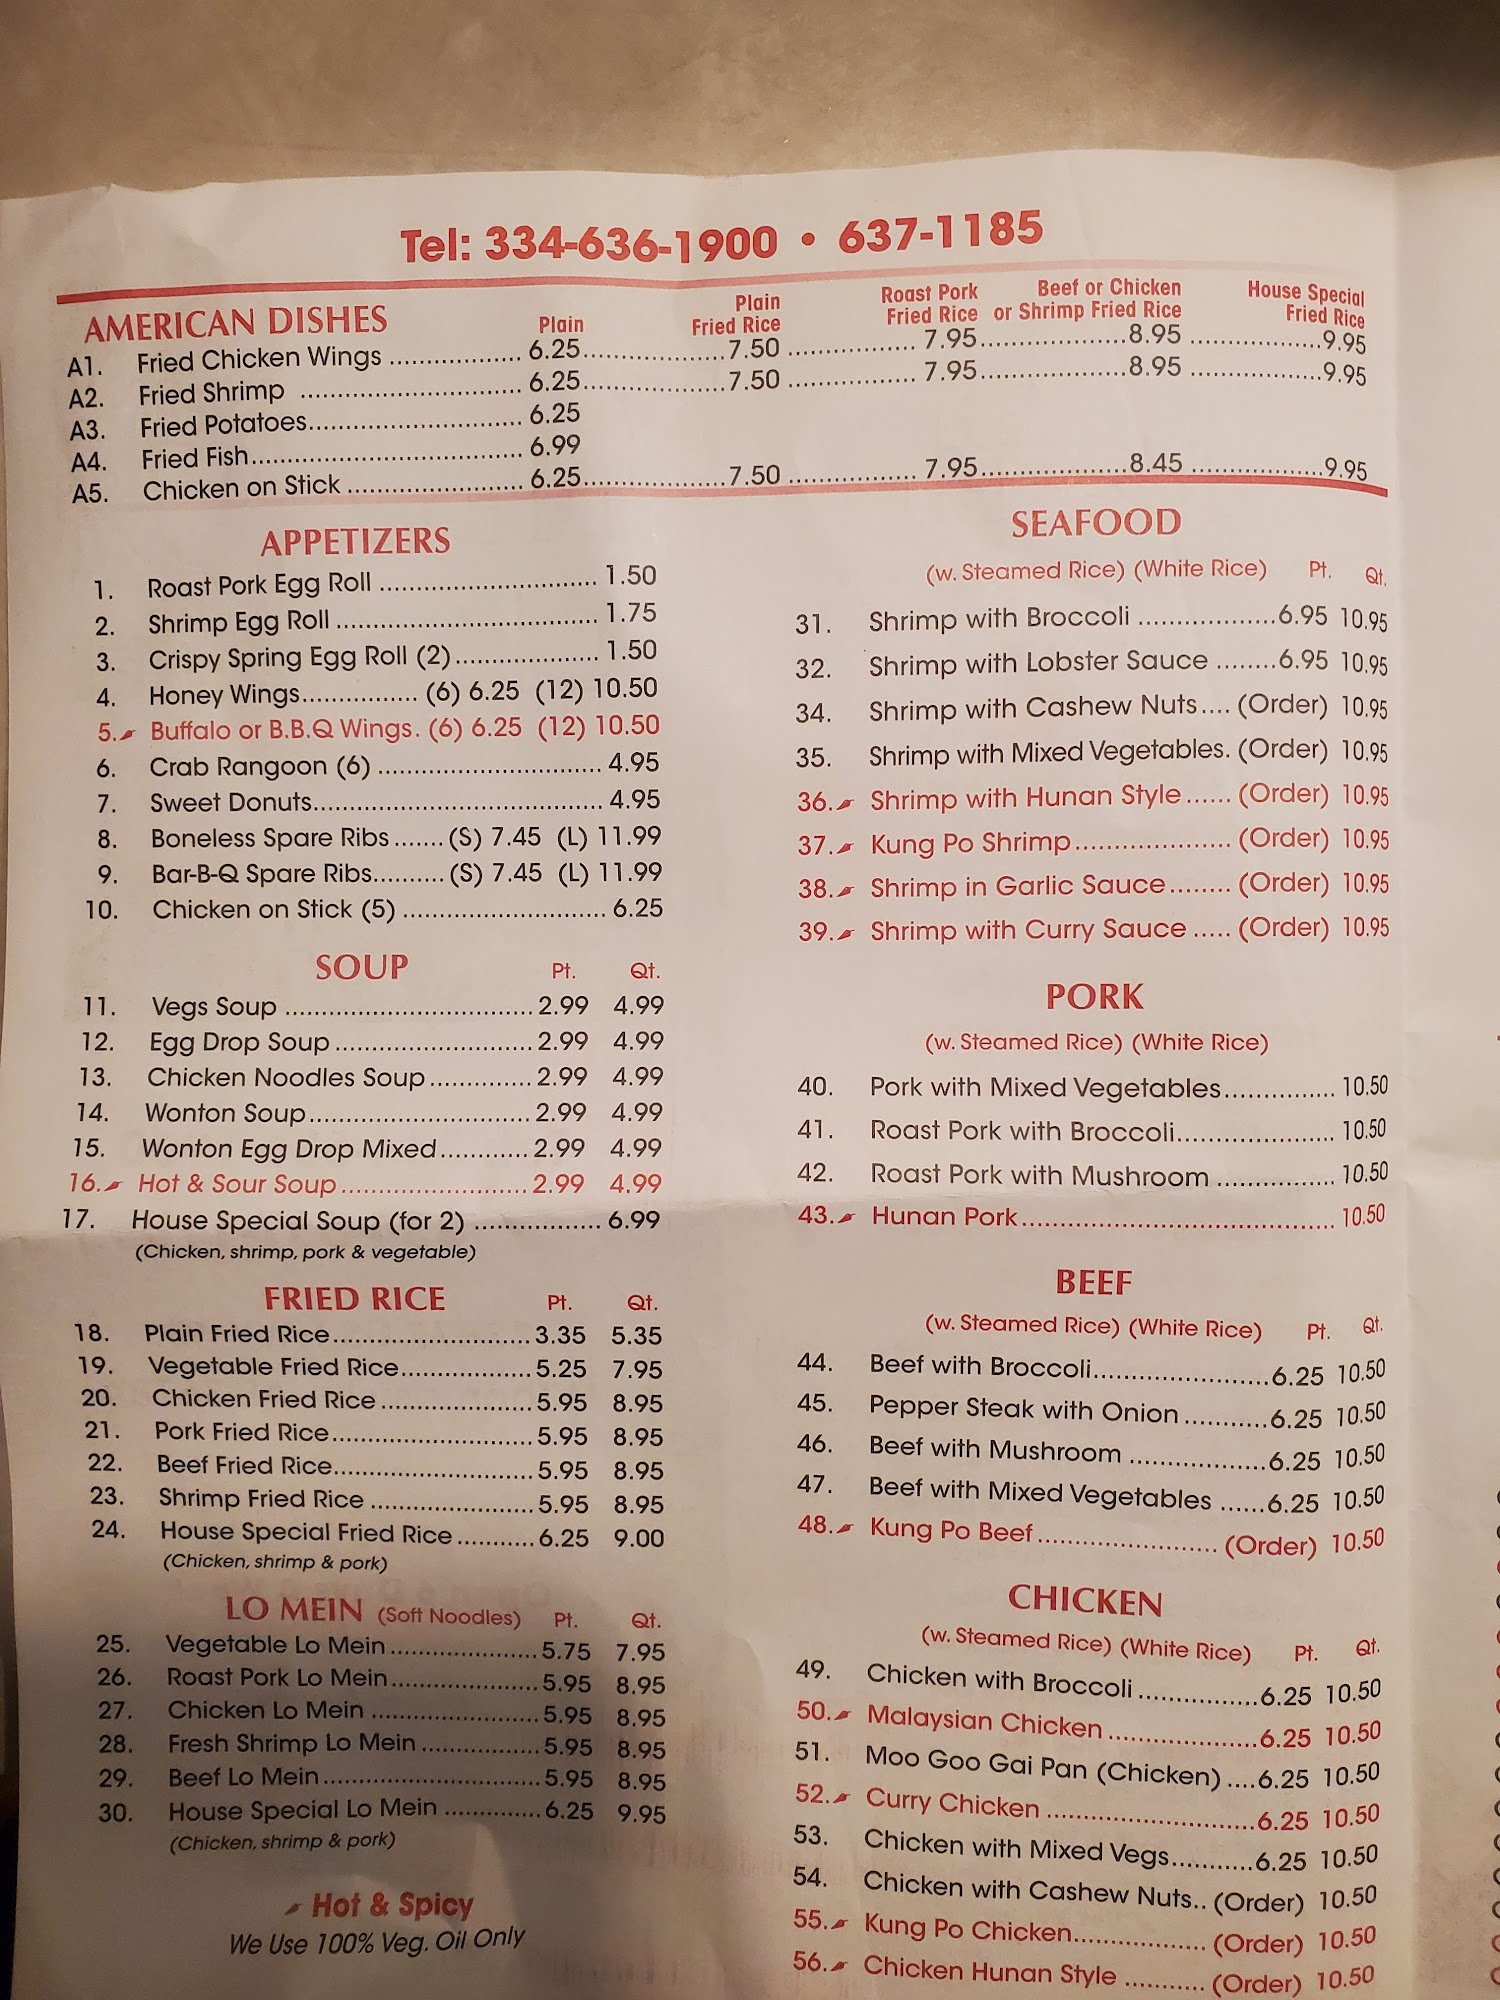 Tel: 334-636-1900 • 637-1185
AMERICAN DISHES Plain Plain Fried Rice Roast Pork Fried Rice Beef or Chicken or Shrimp Fried Rice House Special Fried Rice
A1. Fried Chicken Wings 6.25 7.50 7.95 8.95 9.95
A2. Fried Shrimp 6.25 7.50 7.95 8.95 9.95
A3. Fried Potatoes 6.25
A4. Fried Fish 6.99
A5. Chicken on Stick 6.25 7.50 7.95 8.45 9.95
APPETIZERS
1. Roast Pork Egg Roll 1.50
2. Shrimp Egg Roll 1.75
3. Crispy Spring Egg Roll (2) 1.50
4. Honey Wings (6) 6.25 (12) 10.50
5. Buffalo or B.B.Q Wings. (6) 6.25 (12) 10.50
6. Crab Rangoon (6) 4.95
7. Sweet Donuts 4.95
8. Boneless Spare Ribs (S) 7.45 (L) 11.99
9. Bar-B-Q Spare Ribs (S) 7.45 (L) 11.99
10. Chicken on Stick (5) 6.25
SOUP Pt. Qt.
11. Vegs Soup 2.99 4.99
12. Egg Drop Soup 2.99 4.99
13. Chicken Noodles Soup 2.99 4.99
14. Wonton Soup 2.99 4.99
15. Wonton Egg Drop Mixed 2.99 4.99
16. Hot & Sour Soup 2.99 4.99
17. House Special Soup (for 2) 6.99
(Chicken, shrimp, pork & vegetable)
FRIED RICE Pt. Qt.
18. Plain Fried Rice 3.35 5.35
19. Vegetable Fried Rice 5.25 7.95
20. Chicken Fried Rice 5.95 8.95
21. Pork Fried Rice 5.95 8.95
22. Beef Fried Rice 5.95 8.95
23. Shrimp Fried Rice 5.95 8.95
24. House Special Fried Rice 6.25 9.00
(Chicken, shrimp & pork)
LO MEIN (Soft Noodles) Pt. Qt.
25. Vegetable Lo Mein 5.75 7.95
26. Roast Pork Lo Mein 5.95 8.95
27. Chicken Lo Mein 5.95 8.95
28. Fresh Shrimp Lo Mein 5.95 8.95
29. Beef Lo Mein 5.95 8.95
30. House Special Lo Mein 6.25 9.95
(Chicken, shrimp & pork)
Hot & Spicy
We Use 100% Veg. Oil Only
SEAFOOD
(w. Steamed Rice) (White Rice) Pt. Qt.
31. Shrimp with Broccoli 6.95 10.95
32. Shrimp with Lobster Sauce 6.95 10.95
34. Shrimp with Cashew Nuts (Order) 10.95
35. Shrimp with Mixed Vegetables. (Order) 10.95
36. Shrimp with Hunan Style (Order) 10.95
37. Kung Po Shrimp (Order) 10.95
38. Shrimp in Garlic Sauce (Order) 10.95
39. Shrimp with Curry Sauce (Order) 10.95
PORK
(w. Steamed Rice) (White Rice)
40. Pork with Mixed Vegetables 10.50
41. Roast Pork with Broccoli 10.50
42. Roast Pork with Mushroom 10.50
43. Hunan Pork 10.50
BEEF
(w. Steamed Rice) (White Rice) Pt. Qt.
44. Beef with Broccoli 6.25 10.50
45. Pepper Steak with Onion 6.25 10.50
46. Beef with Mushroom 6.25 10.50
47. Beef with Mixed Vegetables 6.25 10.50
48. Kung Po Beef (Order) 10.50
CHICKEN
(w. Steamed Rice) (White Rice) Pt. Qt.
49. Chicken with Broccoli 6.25 10.50
50. Malaysian Chicken 6.25 10.50
51. Moo Goo Gai Pan (Chicken) 6.25 10.50
52. Curry Chicken 6.25 10.50
53. Chicken with Mixed Vegs 6.25 10.50
54. Chicken with Cashew Nuts (Order) 10.50
55. Kung Po Chicken (Order) 10.50
56. Chicken Hunan Style (Order) 10.50